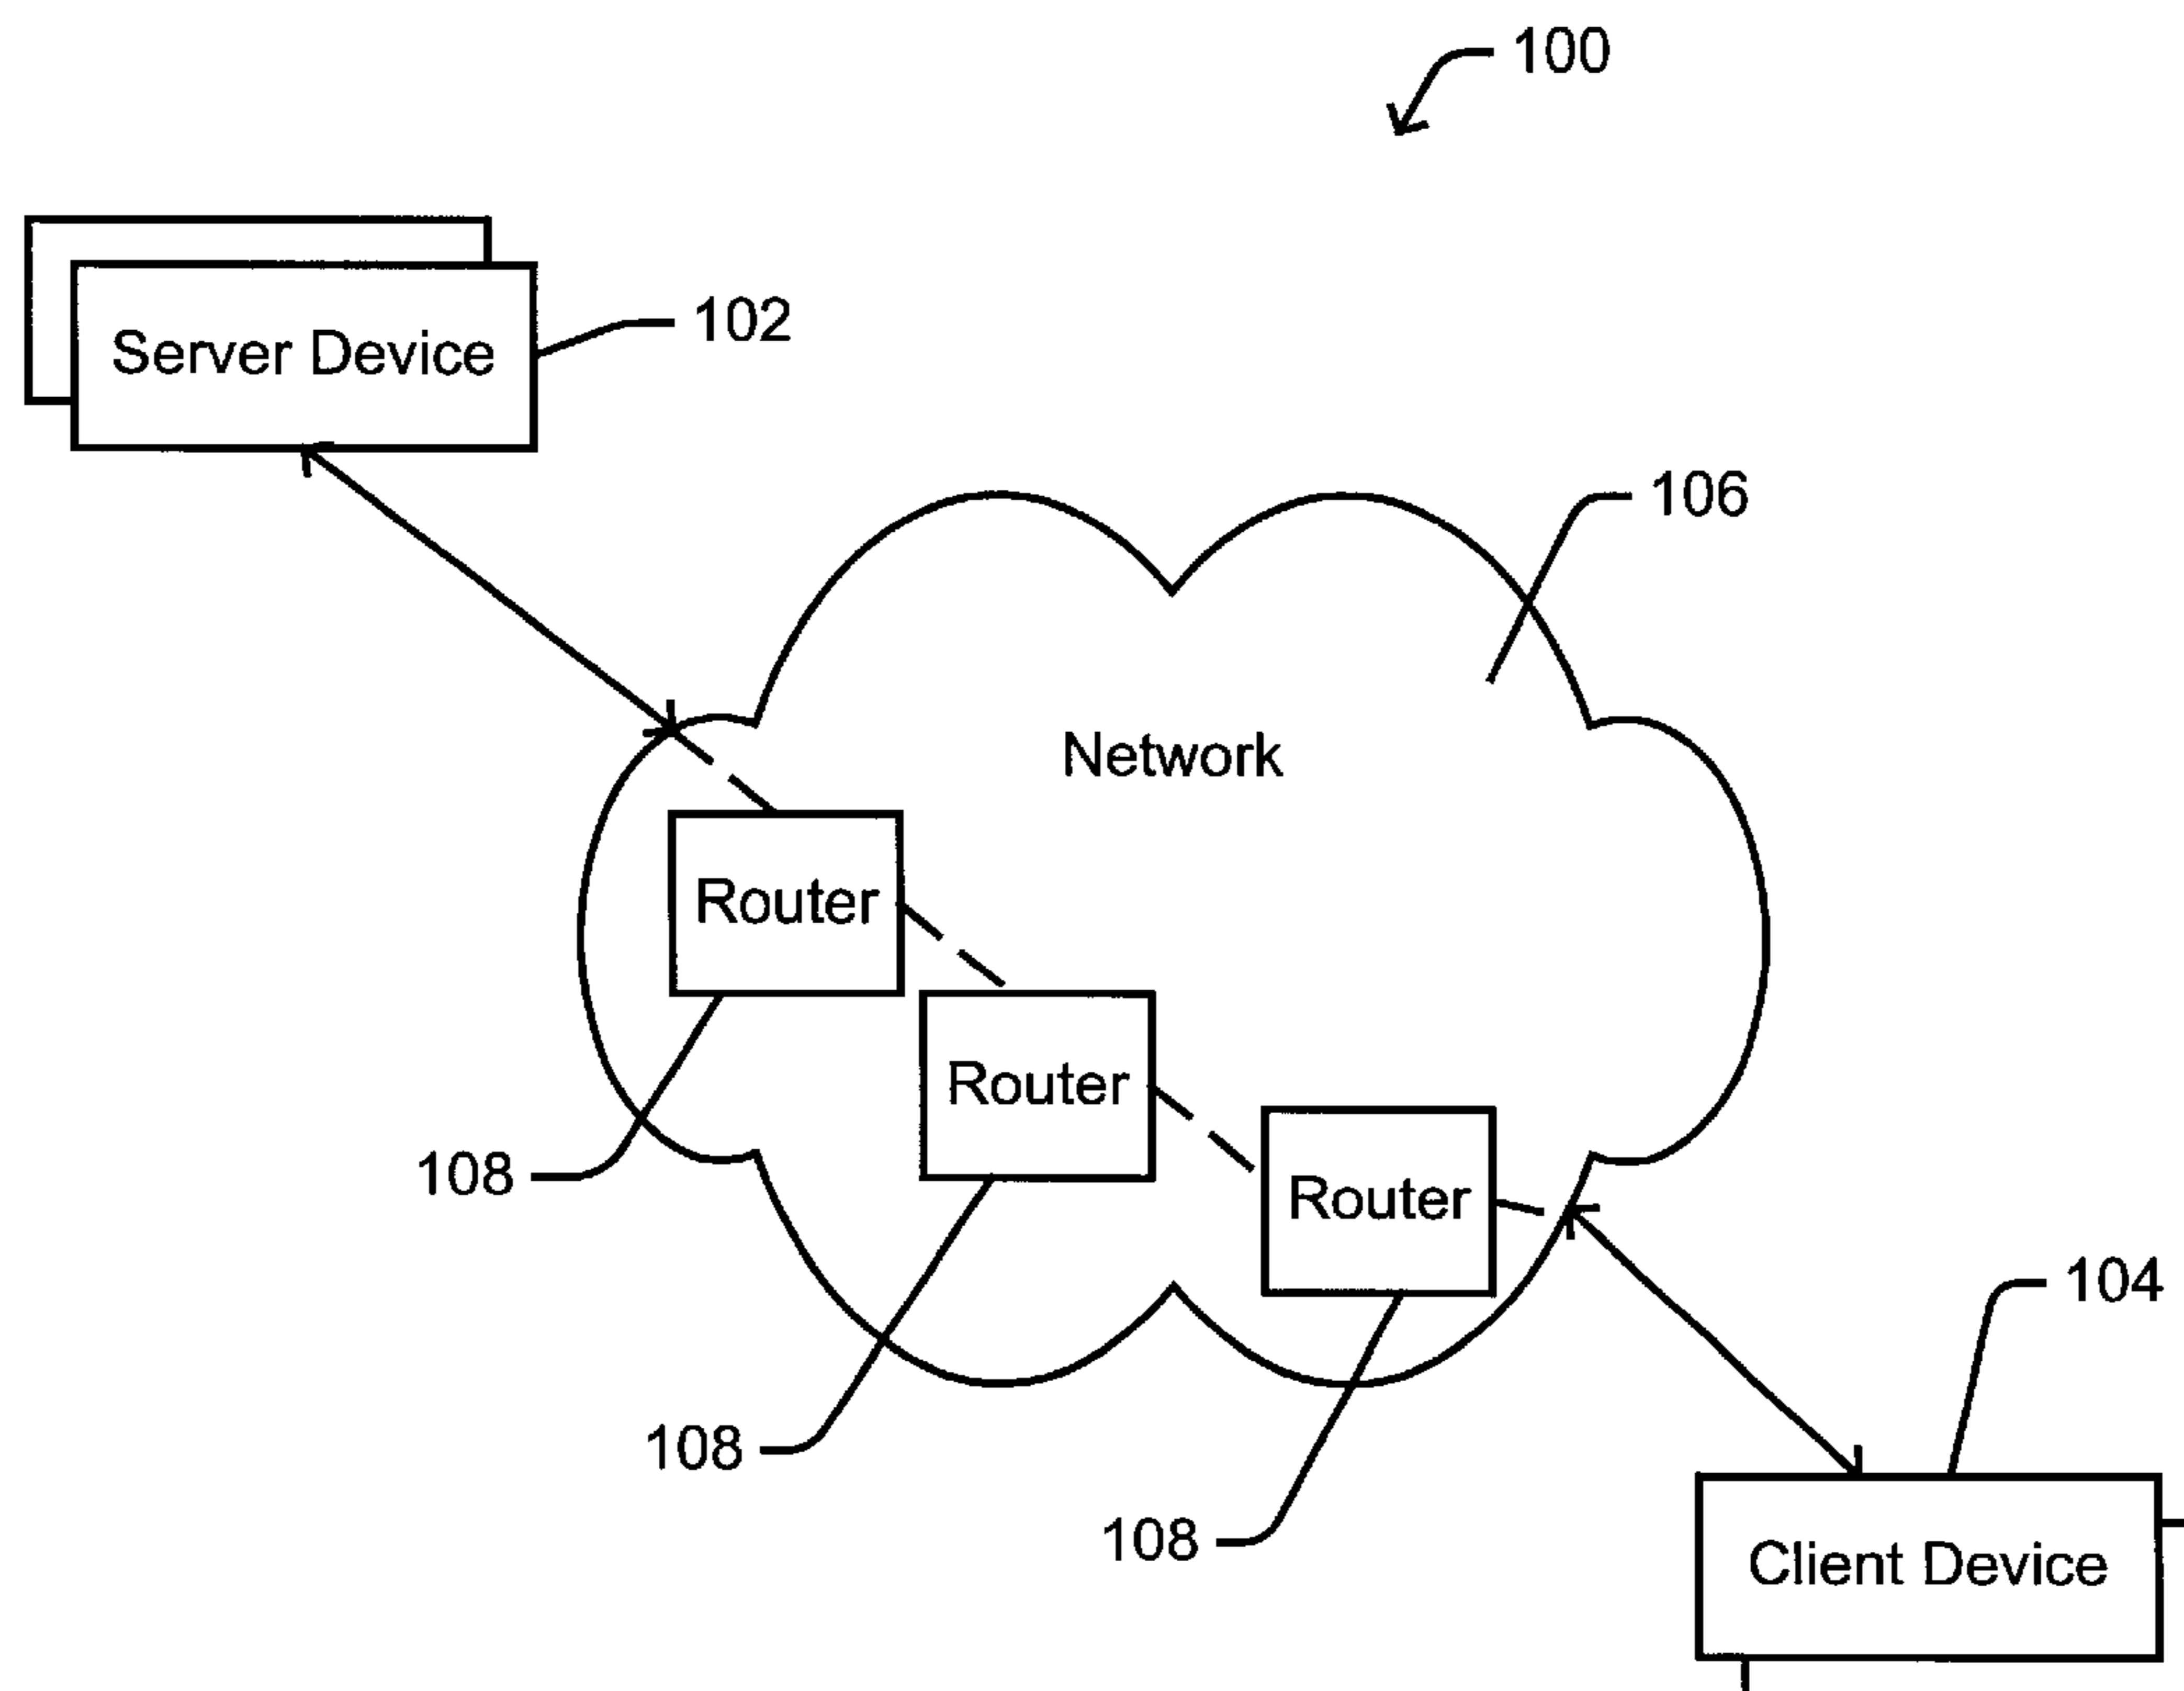 100
102
Server Device
106
Network
Router
Router
108
Router
104
108
108
Client Device